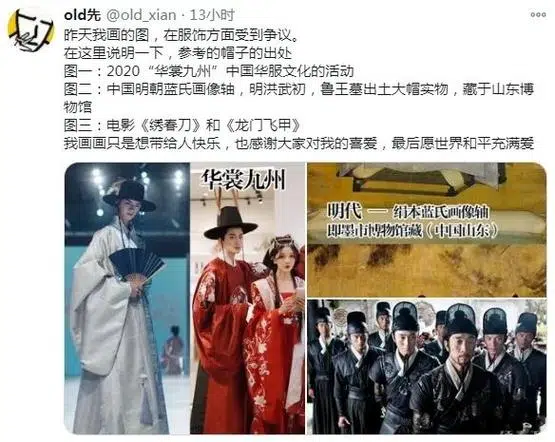 old先 @old_xian · 13小时
昨天我画的图，在服饰方面受到争议。
在这里说明一下，参考的帽子的出处
图一：2020“华裳九州”中国华服文化的活动
图二：中国明朝蓝氏画像轴，明洪武初，鲁王墓出土大帽实物，藏于山东博
物馆
图三：电影《绣春刀》和《龙门飞甲》
我画画只是想带给人快乐，也感谢大家对我的喜爱，最后愿世界和平充满爱
华裳九州
明代 — 绢本蓝氏画像轴
即墨市博物馆藏（中国山东）